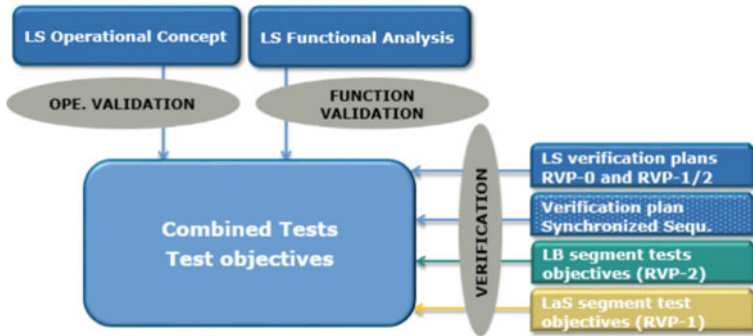 LS Operational Concept
LS Functional Analysis
OPE. VALIDATION
FUNCTION
VALIDATION
Combined Tests
Test objectives
VERIFICATION
LS verification plans
RVP-0 and RVP-1/2
Verification plan
Synchronized Sequ.
LB segment tests
objectives (RVP-2)
LaS segment test
objectives (RVP-1)